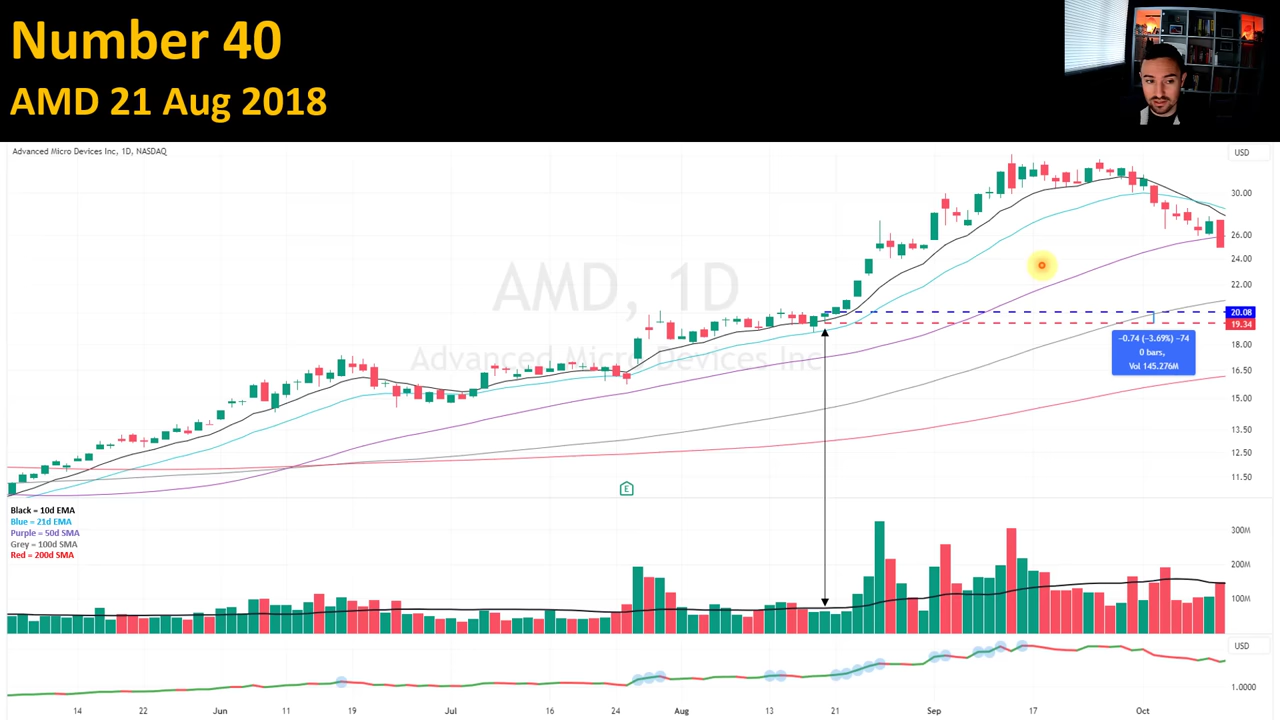 Number 40
AMD 21 Aug 2018
Advanced Micro Devices Inc, 1D, NASDAQ
USD
30.00
26.00
24.00
22.00
AMD, 1D
20.08
19.34
18.00
Advanced Micro Devices Inc
-0.74 (-3.69%) -74
0 bars,
Vol 145.276M
16.50
15.00
13.50
12.50
11.50
E
Black = 10d EMA
Blue = 21d EMA
Purple = 50d SMA
Grey = 100d SMA
Red = 200d SMA
300M
200M
100M
USD
1.0000
14 22 Jun 11 19 Jul 16 24 Aug 13 21 Sep 17 Oct